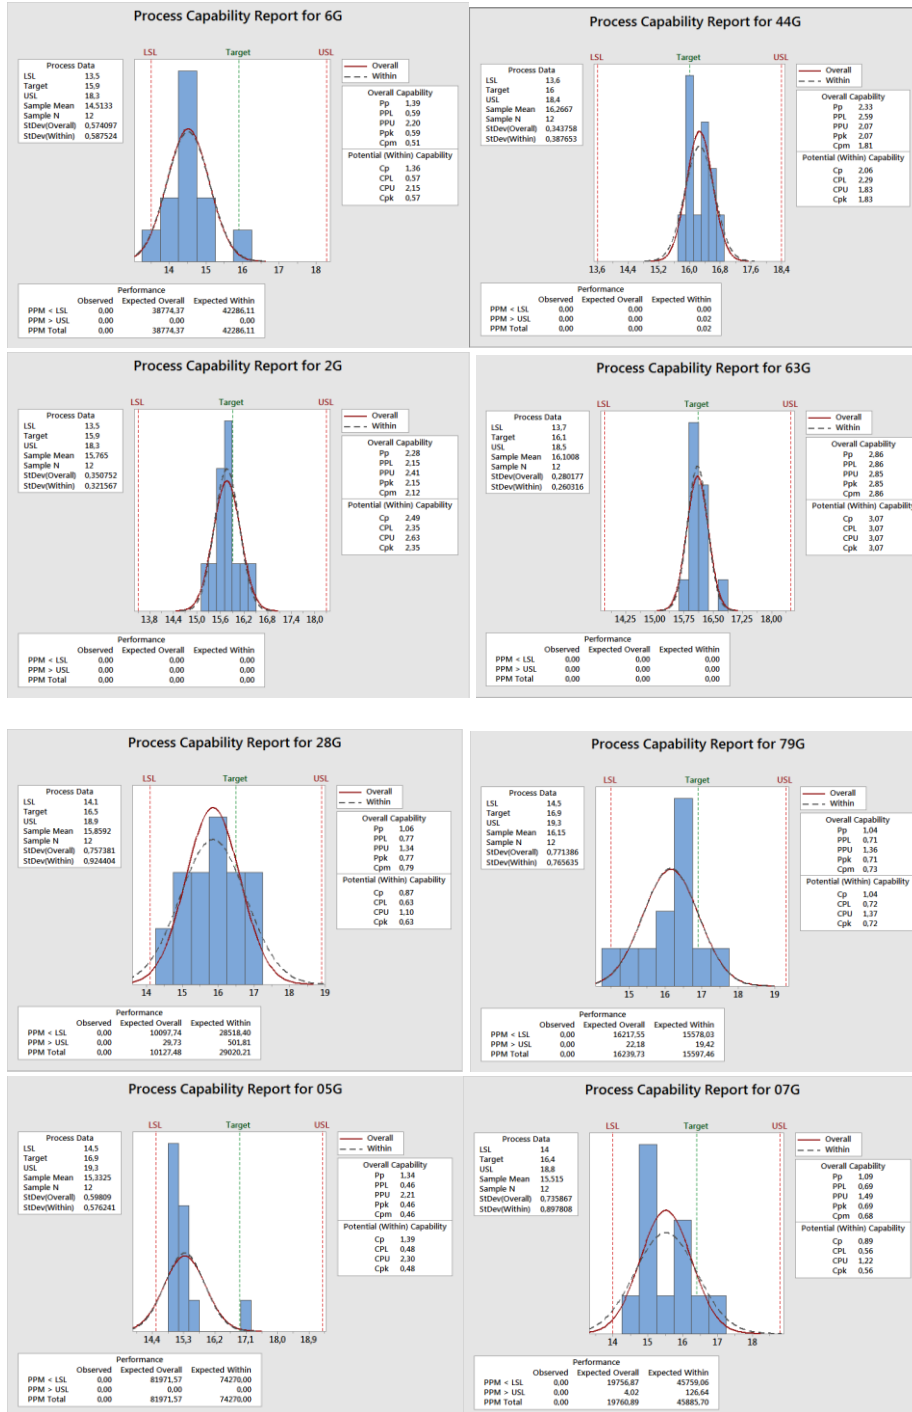 Process Capability Report for 6G
LSL Target USL
Process Data
LSL 13,5
Target 15,9
USL 18,3
Sample Mean 14,5133
Sample N 12
StDev(Overall) 0,574097
StDev(Within) 0,587524
Overall
Within
Overall Capability
Pp 1,39
PPL 0,59
PPU 2,20
Ppk 0,59
Cpm 0,51
Potential (Within) Capability
Cp 1,36
CPL 0,57
CPU 2,15
Cpk 0,57
14 15 16 17 18
Performance
Observed Expected Overall Expected Within
PPM < LSL 0,00 38774,37 42286,11
PPM > USL 0,00 0,00 0,00
PPM Total 0,00 38774,37 42286,11
Process Capability Report for 44G
LSL Target USL
Process Data
LSL 13,6
Target 16
USL 18,4
Sample Mean 16,2667
Sample N 12
StDev(Overall) 0,343758
StDev(Within) 0,387653
Overall
Within
Overall Capability
Pp 2,33
PPL 2,59
PPU 2,07
Ppk 2,07
Cpm 1,81
Potential (Within) Capability
Cp 2,06
CPL 2,29
CPU 1,83
Cpk 1,83
13,6 14,4 15,2 16,0 16,8 17,6 18,4
Performance
Observed Expected Overall Expected Within
PPM < LSL 0,00 0,00 0,00
PPM > USL 0,00 0,00 0,02
PPM Total 0,00 0,00 0,02
Process Capability Report for 2G
LSL Target USL
Process Data
LSL 13,5
Target 15,9
USL 18,3
Sample Mean 15,765
Sample N 12
StDev(Overall) 0,350752
StDev(Within) 0,321567
Overall
Within
Overall Capability
Pp 2,28
PPL 2,15
PPU 2,41
Ppk 2,15
Cpm 2,12
Potential (Within) Capability
Cp 2,49
CPL 2,35
CPU 2,63
Cpk 2,35
13,8 14,4 15,0 15,6 16,2 16,8 17,4 18,0
Performance
Observed Expected Overall Expected Within
PPM < LSL 0,00 0,00 0,00
PPM > USL 0,00 0,00 0,00
PPM Total 0,00 0,00 0,00
Process Capability Report for 63G
LSL Target USL
Process Data
LSL 13,7
Target 16,1
USL 18,5
Sample Mean 16,1008
Sample N 12
StDev(Overall) 0,280177
StDev(Within) 0,260316
Overall
Within
Overall Capability
Pp 2,86
PPL 2,86
PPU 2,85
Ppk 2,85
Cpm 2,86
Potential (Within) Capability
Cp 3,07
CPL 3,07
CPU 3,07
Cpk 3,07
14,25 15,00 15,75 16,50 17,25 18,00
Performance
Observed Expected Overall Expected Within
PPM < LSL 0,00 0,00 0,00
PPM > USL 0,00 0,00 0,00
PPM Total 0,00 0,00 0,00
Process Capability Report for 28G
LSL Target USL
Process Data
LSL 14,1
Target 16,5
USL 18,9
Sample Mean 15,8592
Sample N 12
StDev(Overall) 0,757381
StDev(Within) 0,924404
Overall
Within
Overall Capability
Pp 1,06
PPL 0,77
PPU 1,34
Ppk 0,77
Cpm 0,79
Potential (Within) Capability
Cp 0,87
CPL 0,63
CPU 1,10
Cpk 0,63
14 15 16 17 18 19
Performance
Observed Expected Overall Expected Within
PPM < LSL 0,00 10097,74 28518,40
PPM > USL 0,00 29,73 501,81
PPM Total 0,00 10127,48 29020,21
Process Capability Report for 79G
LSL Target USL
Process Data
LSL 14,5
Target 16,9
USL 19,3
Sample Mean 16,15
Sample N 12
StDev(Overall) 0,771386
StDev(Within) 0,765635
Overall
Within
Overall Capability
Pp 1,04
PPL 0,71
PPU 1,36
Ppk 0,71
Cpm 0,73
Potential (Within) Capability
Cp 1,04
CPL 0,72
CPU 1,37
Cpk 0,72
15 16 17 18 19
Performance
Observed Expected Overall Expected Within
PPM < LSL 0,00 16217,55 15578,03
PPM > USL 0,00 22,18 19,42
PPM Total 0,00 16239,73 15597,46
Process Capability Report for 05G
LSL Target USL
Process Data
LSL 14,5
Target 16,9
USL 19,3
Sample Mean 15,3325
Sample N 12
StDev(Overall) 0,59809
StDev(Within) 0,576241
Overall
Within
Overall Capability
Pp 1,34
PPL 0,46
PPU 2,21
Ppk 0,46
Cpm 0,46
Potential (Within) Capability
Cp 1,39
CPL 0,48
CPU 2,30
Cpk 0,48
14,4 15,3 16,2 17,1 18,0 18,9
Performance
Observed Expected Overall Expected Within
PPM < LSL 0,00 81971,57 74270,00
PPM > USL 0,00 0,00 0,00
PPM Total 0,00 81971,57 74270,00
Process Capability Report for 07G
LSL Target USL
Process Data
LSL 14
Target 16,4
USL 18,8
Sample Mean 15,515
Sample N 12
StDev(Overall) 0,735867
StDev(Within) 0,897808
Overall
Within
Overall Capability
Pp 1,09
PPL 0,69
PPU 1,49
Ppk 0,69
Cpm 0,68
Potential (Within) Capability
Cp 0,89
CPL 0,56
CPU 1,22
Cpk 0,56
14 15 16 17 18
Performance
Observed Expected Overall Expected Within
PPM < LSL 0,00 19756,87 45759,06
PPM > USL 0,00 4,02 126,64
PPM Total 0,00 19760,89 45885,70